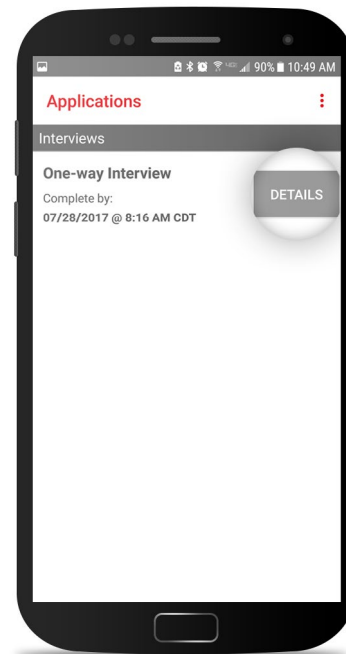 90% 10:49 AM
Applications
Interviews
One-way Interview
DETAILS
Complete by:
07/28/2017 @ 8:16 AM CDT